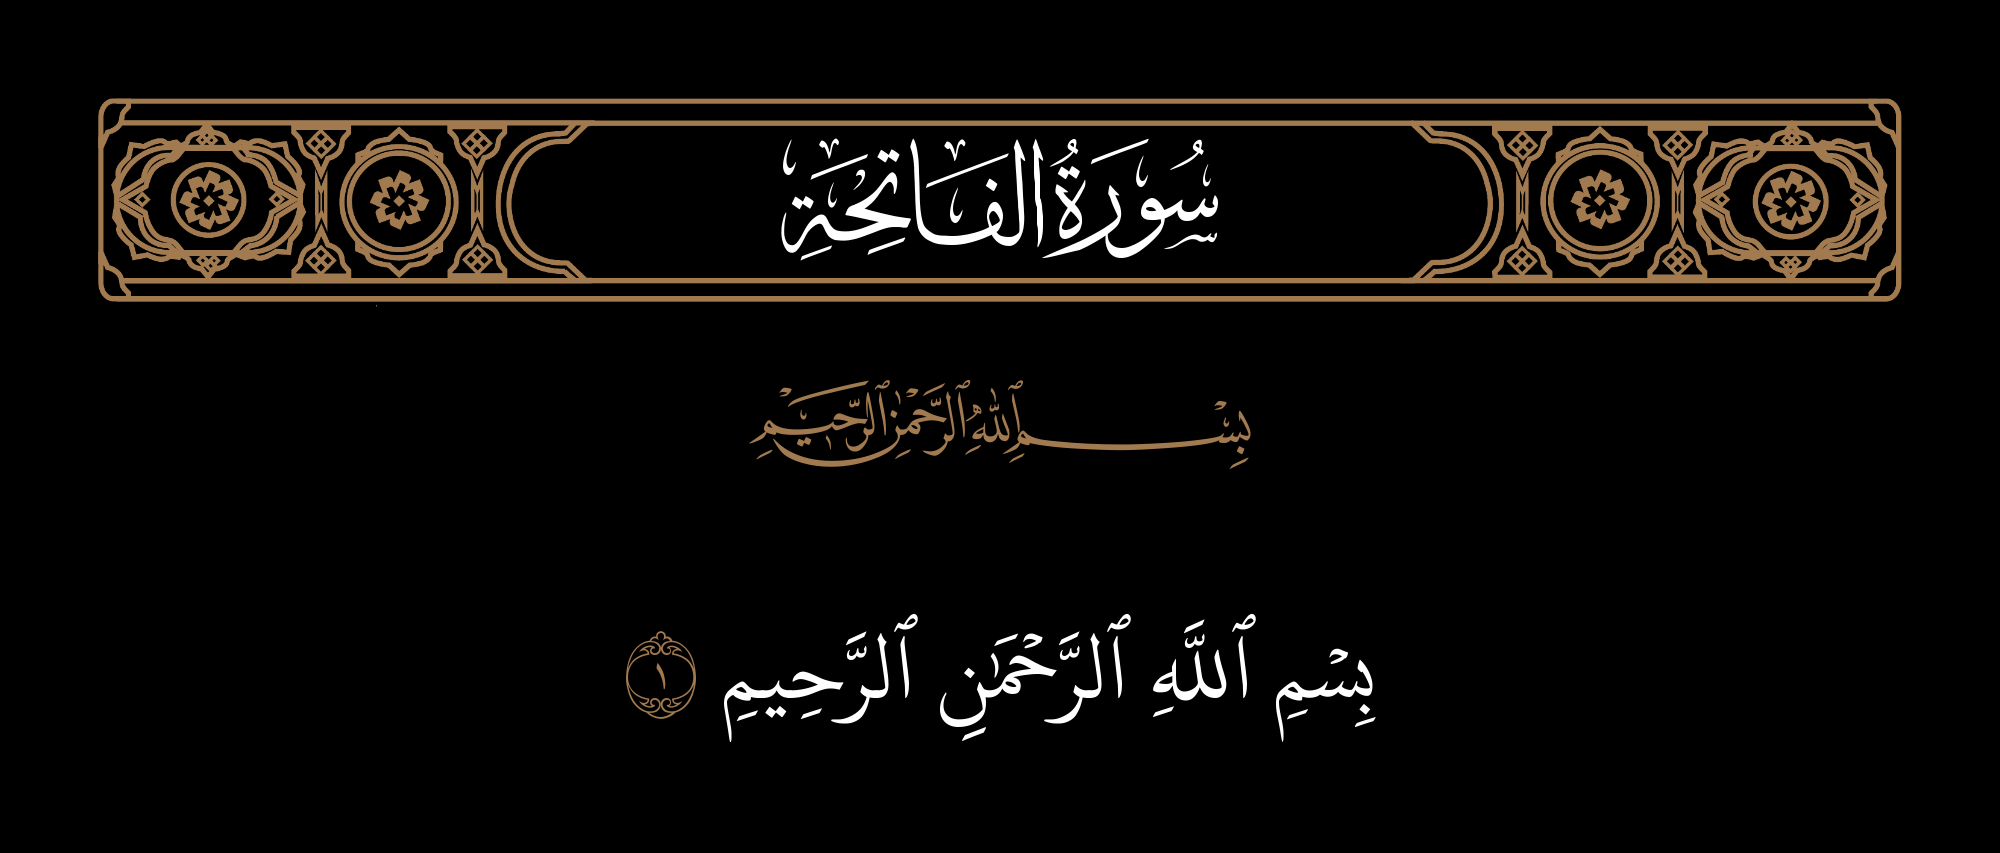 سُورَةُ الفَاتِحَةِ
بِسْمِ ٱللَّهِ ٱلرَّحْمَٰنِ ٱلرَّحِيمِ
بِسْمِ ٱللَّهِ ٱلرَّحْمَٰنِ ٱلرَّحِيمِ ١